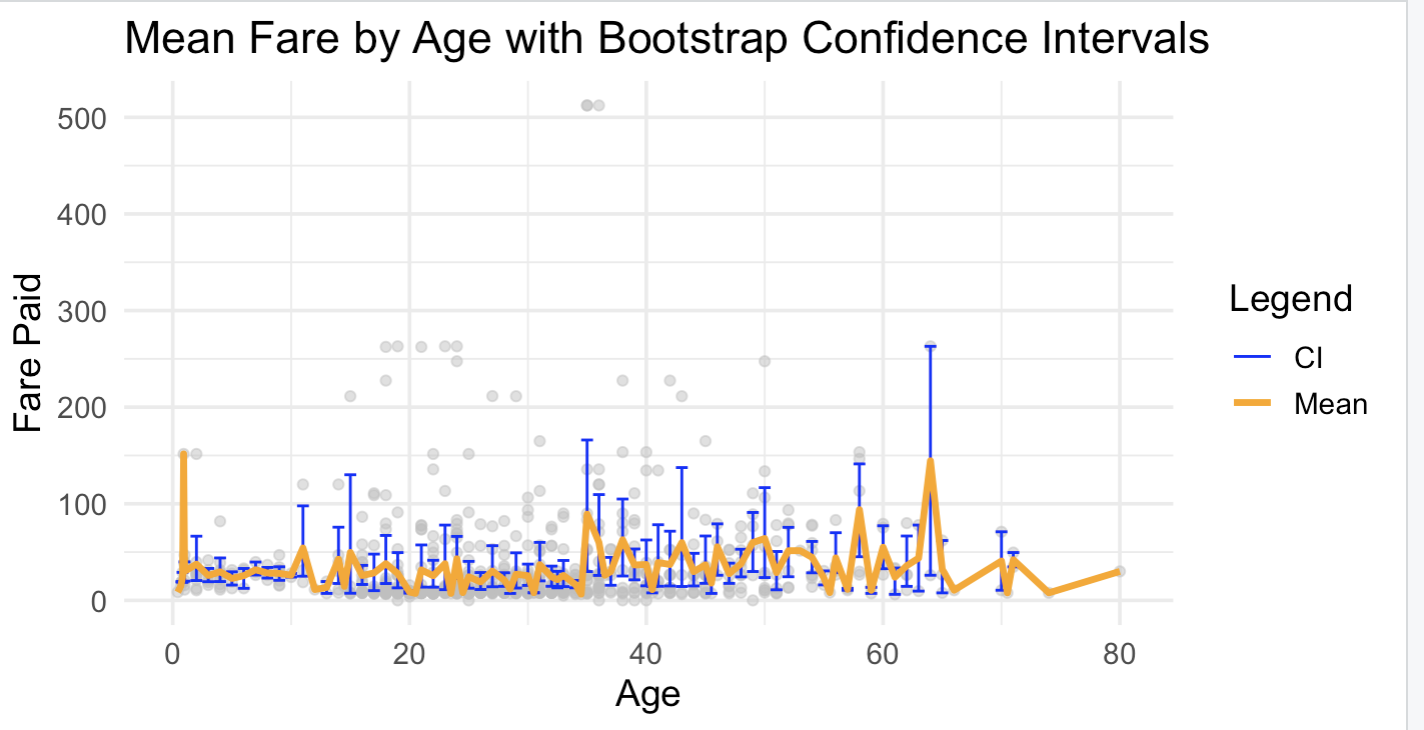 Mean Fare by Age with Bootstrap Confidence Intervals
500
400
300
200
100
0
Fare Paid
0 20 40 60 80
Age
Legend
CI
Mean